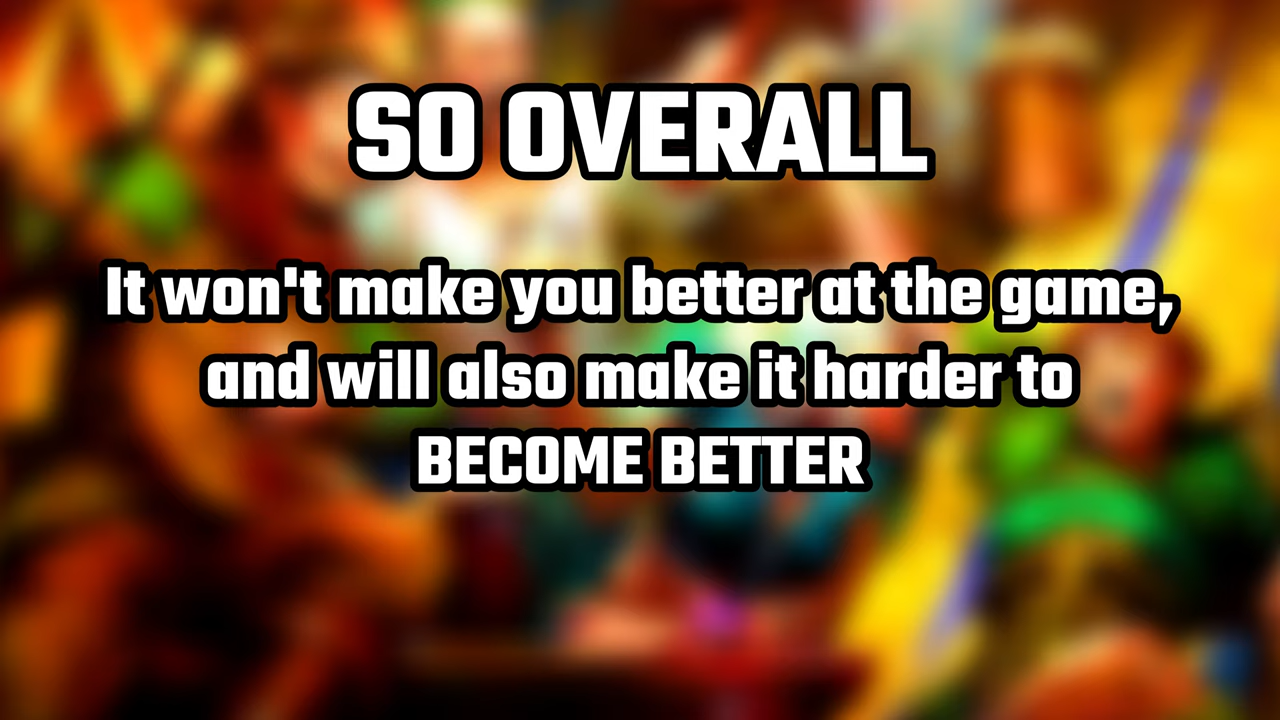 SO OVERALL
It won't make you better at the game,
and will also make it harder to
BECOME BETTER